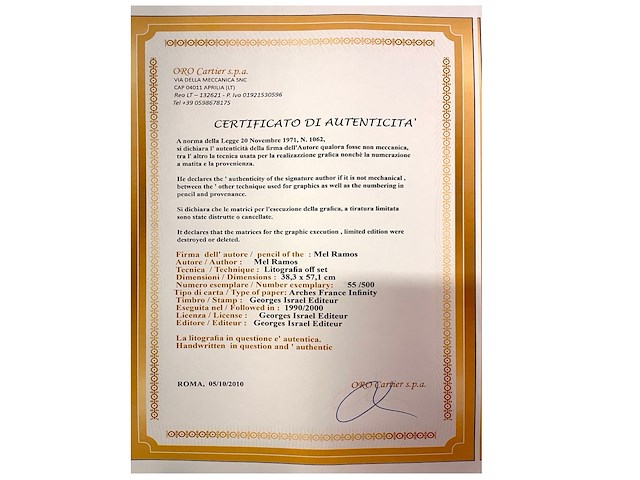 ORO Cartier s.p.a.
VIA DELLA MECCANICA SNC
CAP 04011 APRILIA (LT)
Rea LT – 132621 - P. Iva 01921530596
Tel +39 0598678175
CERTIFICATO DI AUTENTICITA'
A norma della Legge 20 Novembre 1971, N. 1062,
si dichiara l' autenticità della firma dell'Autore qualora fosse non meccanica,
tra l' altro la tecnica usata per la realizazzione grafica nonchè la numerazione
a matita e la provenienza.
He declares the ' authenticity of the signature author if it is not mechanical ,
between the ' other technique used for graphics as well as the numbering in
pencil and provenance.
Si dichiara che le matrici per l'esecuzione della grafica, a tiratura limitata
sono state distrutte o cancellate.
It declares that the matrices for the graphic execution , limited edition were
destroyed or deleted.
Firma dell' autore / pencil of the : Mel Ramos
Autore / Author : Mel Ramos
Tecnica / Technique : Litografia off set
Dimensioni / Dimensions : 38,3 x 57,1 cm
Numero esemplare / Number exemplary: 55 /500
Tipo di carta / Type of paper: Arches France Infinity
Timbro / Stamp : Georges Israel Editeur
Eseguita nel / Followed in : 1990/2000
Licenza / License : Georges Israel Editeur
Editore / Editeur : Georges Israel Editeur
La litografia in questione e' autentica.
Handwritten in question and ' authentic
ROMA, 05/10/2010
ORO Cartier s.p.a.